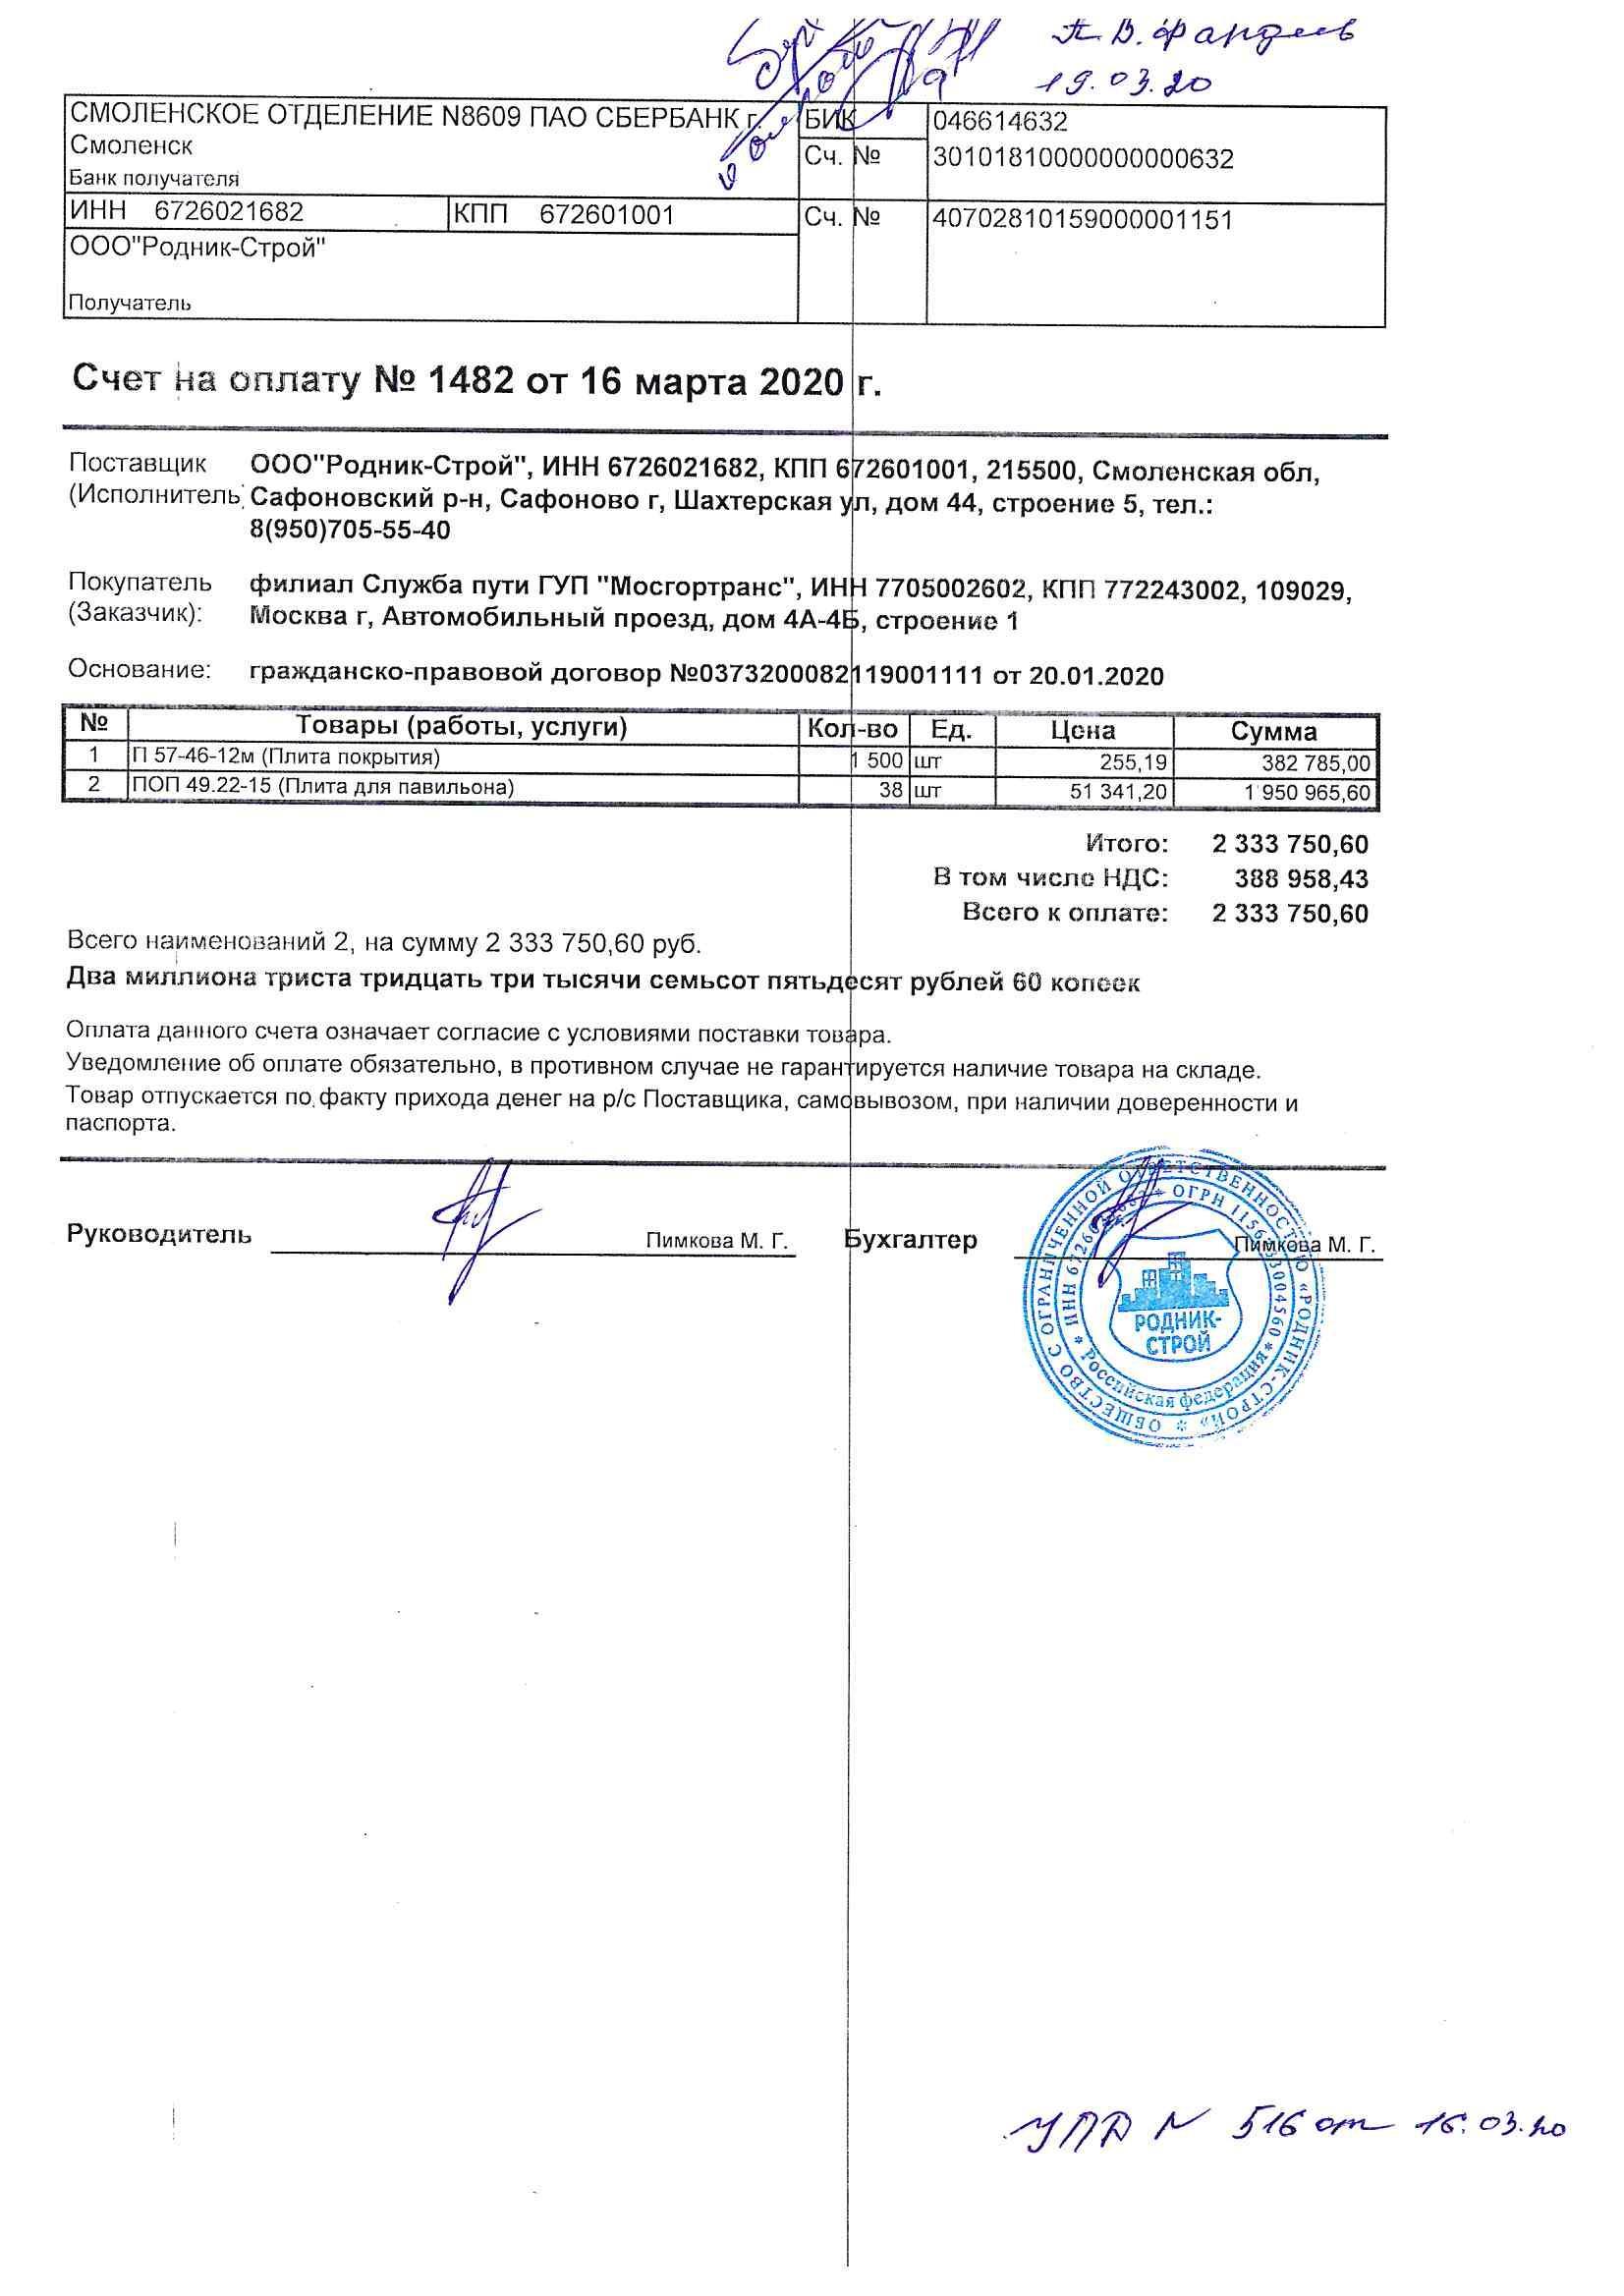 П.В. Фандеев
19.03.20
СМОЛЕНСКОЕ ОТДЕЛЕНИЕ N8609 ПАО СБЕРБАНК г.
Смоленск
Банк получателя
БИК 046614632
Сч. № 30101810000000000632
ИНН 6726021682 КПП 672601001 Сч. № 40702810159000001151
ООО"Родник-Строй"
Получатель
Счет на оплату № 1482 от 16 марта 2020 г.
Поставщик ООО"Родник-Строй", ИНН 6726021682, КПП 672601001, 215500, Смоленская обл,
(Исполнитель Сафоновский р-н, Сафоново г, Шахтерская ул, дом 44, строение 5, тел.:
8(950)705-55-40
Покупатель филиал Служба пути ГУП "Мосгортранс", ИНН 7705002602, КПП 772243002, 109029,
(Заказчик): Москва г, Автомобильный проезд, дом 4А-4Б, строение 1
Основание: гражданско-правовой договор №0373200082119001111 от 20.01.2020
№ Товары (работы, услуги) Кол-во Ед. Цена Сумма
1 П 57-46-12м (Плита покрытия) 1 500 шт 255,19 382 785,00
2 ПОП 49.22-15 (Плита для павильона) 38 шт 51 341,20 1 950 965,60
Итого: 2 333 750,60
В том числе НДС: 388 958,43
Всего к оплате: 2 333 750,60
Всего наименований 2, на сумму 2 333 750,60 руб.
Два миллиона триста тридцать три тысячи семьсот пятьдесят рублей 60 копеек
Оплата данного счета означает согласие с условиями поставки товара.
Уведомление об оплате обязательно, в противном случае не гарантируется наличие товара на складе.
Товар отпускается по факту прихода денег на р/с Поставщика, самовывозом, при наличии доверенности и
паспорта.
Руководитель Пимкова М. Г. Бухгалтер Пимкова М. Г.
ОБЩЕСТВО С ОГРАНИЧЕННОЙ ОТВЕТСТВЕННОСТЬЮ «РОДНИК-СТРОЙ» *
* Российская федерация *
РОДНИК-
СТРОЙ
УПД N 516 от 16.03.20